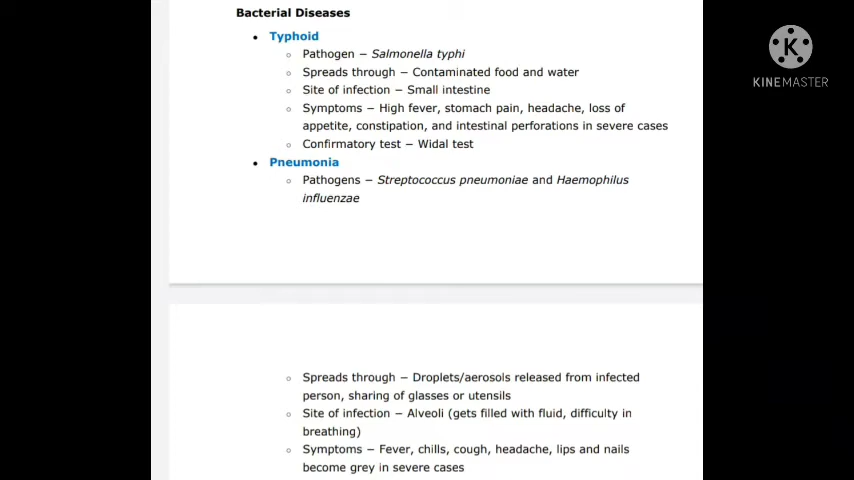 Bacterial Diseases
• Typhoid
○ Pathogen − Salmonella typhi
○ Spreads through − Contaminated food and water
○ Site of infection − Small intestine
○ Symptoms − High fever, stomach pain, headache, loss of
appetite, constipation, and intestinal perforations in severe cases
○ Confirmatory test − Widal test
• Pneumonia
○ Pathogens − Streptococcus pneumoniae and Haemophilus
influenzae
○ Spreads through − Droplets/aerosols released from infected
person, sharing of glasses or utensils
○ Site of infection − Alveoli (gets filled with fluid, difficulty in
breathing)
○ Symptoms − Fever, chills, cough, headache, lips and nails
become grey in severe cases
K
KINEMASTER